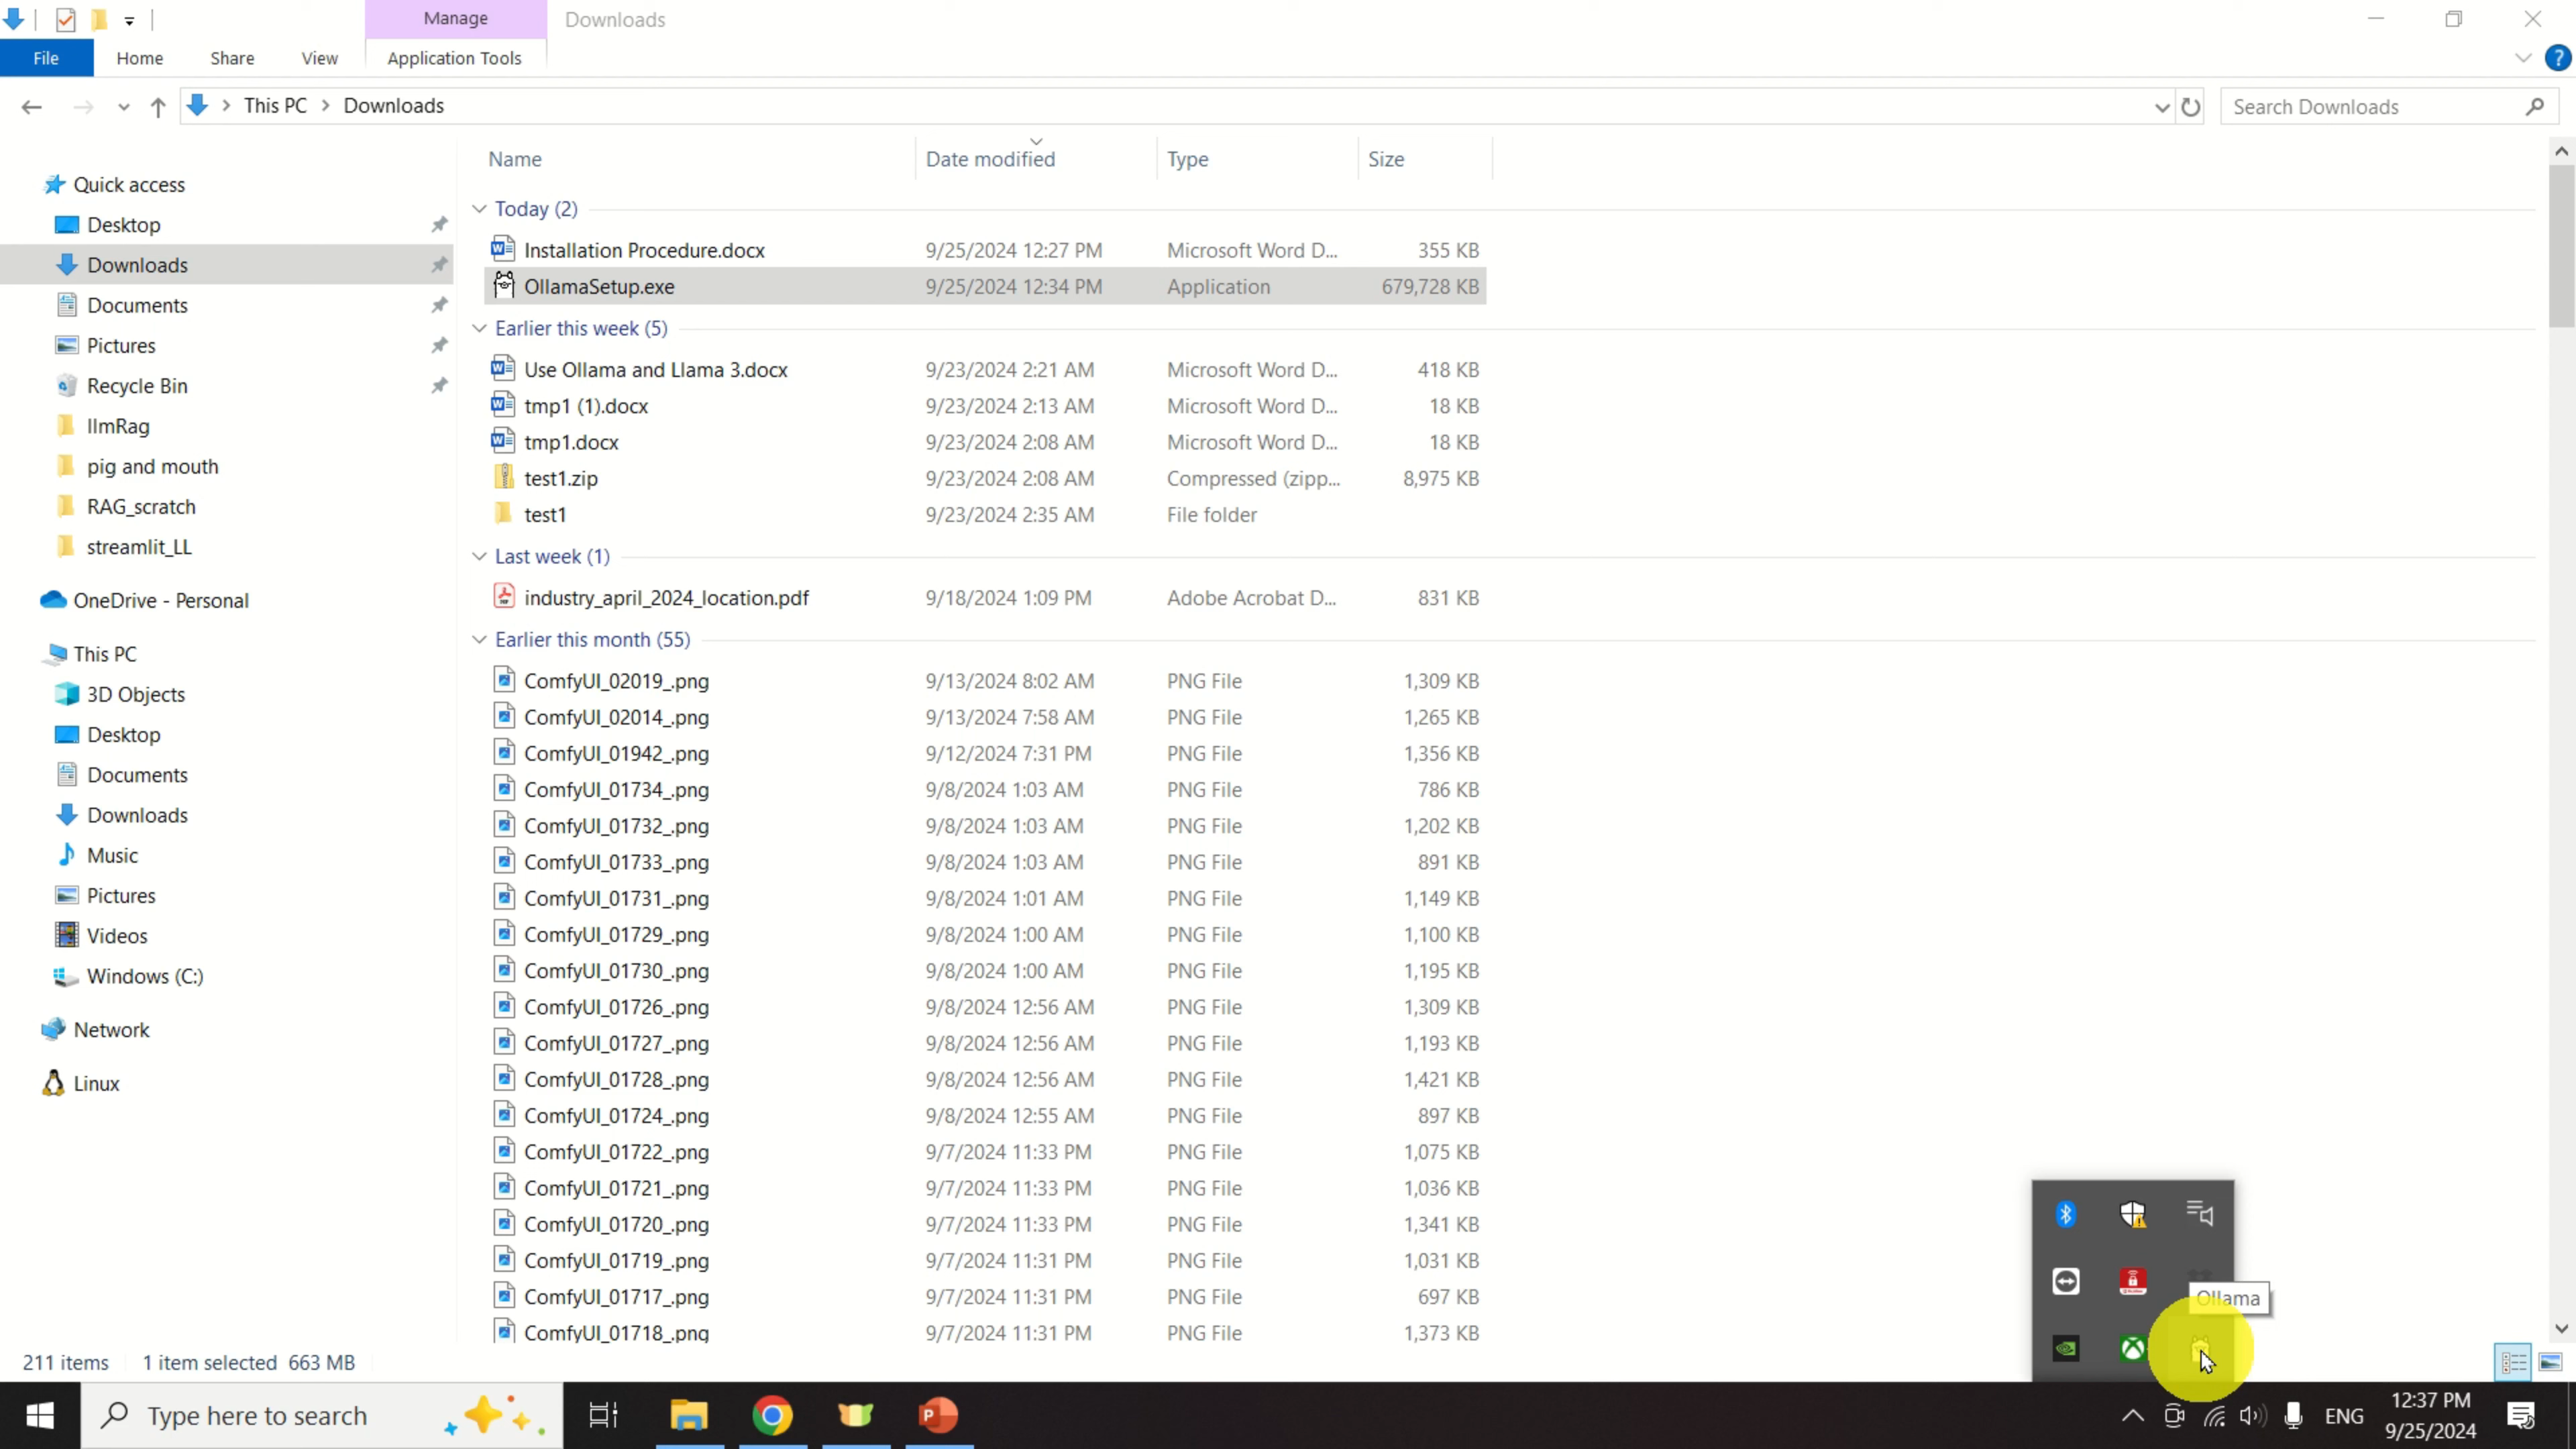 Manage
Downloads
File
Home
Share
View
Application Tools
?
This PC
Downloads
Search Downloads
Name
Date modified
Type
Size
Quick access
Desktop
Downloads
Documents
Pictures
Recycle Bin
llmRag
pig and mouth
RAG_scratch
streamlit_LL
OneDrive - Personal
This PC
3D Objects
Desktop
Documents
Downloads
Music
Pictures
Videos
Windows (C:)
Network
Linux
Today (2)
Installation Procedure.docx 9/25/2024 12:27 PM Microsoft Word D... 355 KB
OllamaSetup.exe 9/25/2024 12:34 PM Application 679,728 KB
Earlier this week (5)
Use Ollama and Llama 3.docx 9/23/2024 2:21 AM Microsoft Word D... 418 KB
tmp1 (1).docx 9/23/2024 2:13 AM Microsoft Word D... 18 KB
tmp1.docx 9/23/2024 2:08 AM Microsoft Word D... 18 KB
test1.zip 9/23/2024 2:08 AM Compressed (zipp... 8,975 KB
test1 9/23/2024 2:35 AM File folder
Last week (1)
industry_april_2024_location.pdf 9/18/2024 1:09 PM Adobe Acrobat D... 831 KB
Earlier this month (55)
ComfyUI_02019_.png 9/13/2024 8:02 AM PNG File 1,309 KB
ComfyUI_02014_.png 9/13/2024 7:58 AM PNG File 1,265 KB
ComfyUI_01942_.png 9/12/2024 7:31 PM PNG File 1,356 KB
ComfyUI_01734_.png 9/8/2024 1:03 AM PNG File 786 KB
ComfyUI_01732_.png 9/8/2024 1:03 AM PNG File 1,202 KB
ComfyUI_01733_.png 9/8/2024 1:03 AM PNG File 891 KB
ComfyUI_01731_.png 9/8/2024 1:01 AM PNG File 1,149 KB
ComfyUI_01729_.png 9/8/2024 1:00 AM PNG File 1,100 KB
ComfyUI_01730_.png 9/8/2024 1:00 AM PNG File 1,195 KB
ComfyUI_01726_.png 9/8/2024 12:56 AM PNG File 1,309 KB
ComfyUI_01727_.png 9/8/2024 12:56 AM PNG File 1,193 KB
ComfyUI_01728_.png 9/8/2024 12:56 AM PNG File 1,421 KB
ComfyUI_01724_.png 9/8/2024 12:55 AM PNG File 897 KB
ComfyUI_01722_.png 9/7/2024 11:33 PM PNG File 1,075 KB
ComfyUI_01721_.png 9/7/2024 11:33 PM PNG File 1,036 KB
ComfyUI_01720_.png 9/7/2024 11:33 PM PNG File 1,341 KB
ComfyUI_01719_.png 9/7/2024 11:31 PM PNG File 1,031 KB
ComfyUI_01717_.png 9/7/2024 11:31 PM PNG File 697 KB
ComfyUI_01718_.png 9/7/2024 11:31 PM PNG File 1,373 KB
Ollama
211 items
1 item selected 663 MB
Type here to search
ENG
12:37 PM
9/25/2024